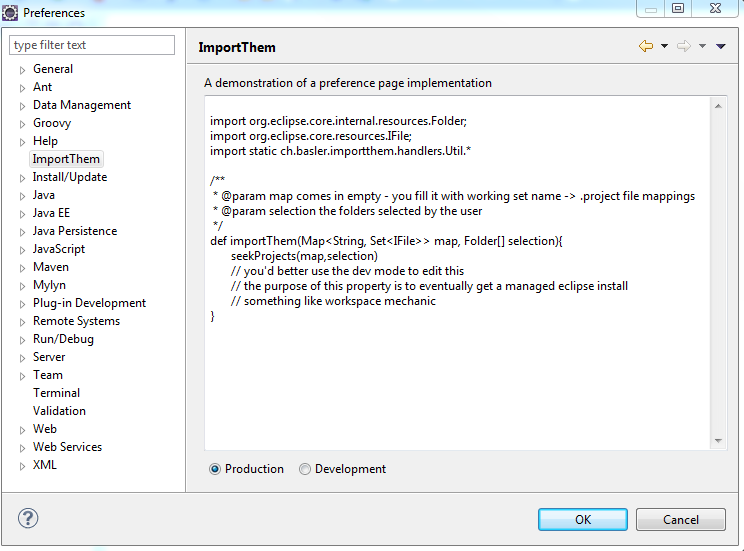 Preferences
type filter text
General
Ant
Data Management
Groovy
Help
ImportThem
Install/Update
Java
Java EE
Java Persistence
JavaScript
Maven
Mylyn
Plug-in Development
Remote Systems
Run/Debug
Server
Team
Terminal
Validation
Web
Web Services
XML
ImportThem
A demonstration of a preference page implementation
import org.eclipse.core.internal.resources.Folder;
import org.eclipse.core.resources.IFile;
import static ch.basler.importthem.handlers.Util.*
/**
* @param map comes in empty - you fill it with working set name -> .project file mappings
* @param selection the folders selected by the user
*/
def importThem(Map<String, Set<IFile>> map, Folder[] selection){
seekProjects(map,selection)
// you'd better use the dev mode to edit this
// the purpose of this property is to eventually get a managed eclipse install
// something like workspace mechanic
}
Production Development
?
OK Cancel